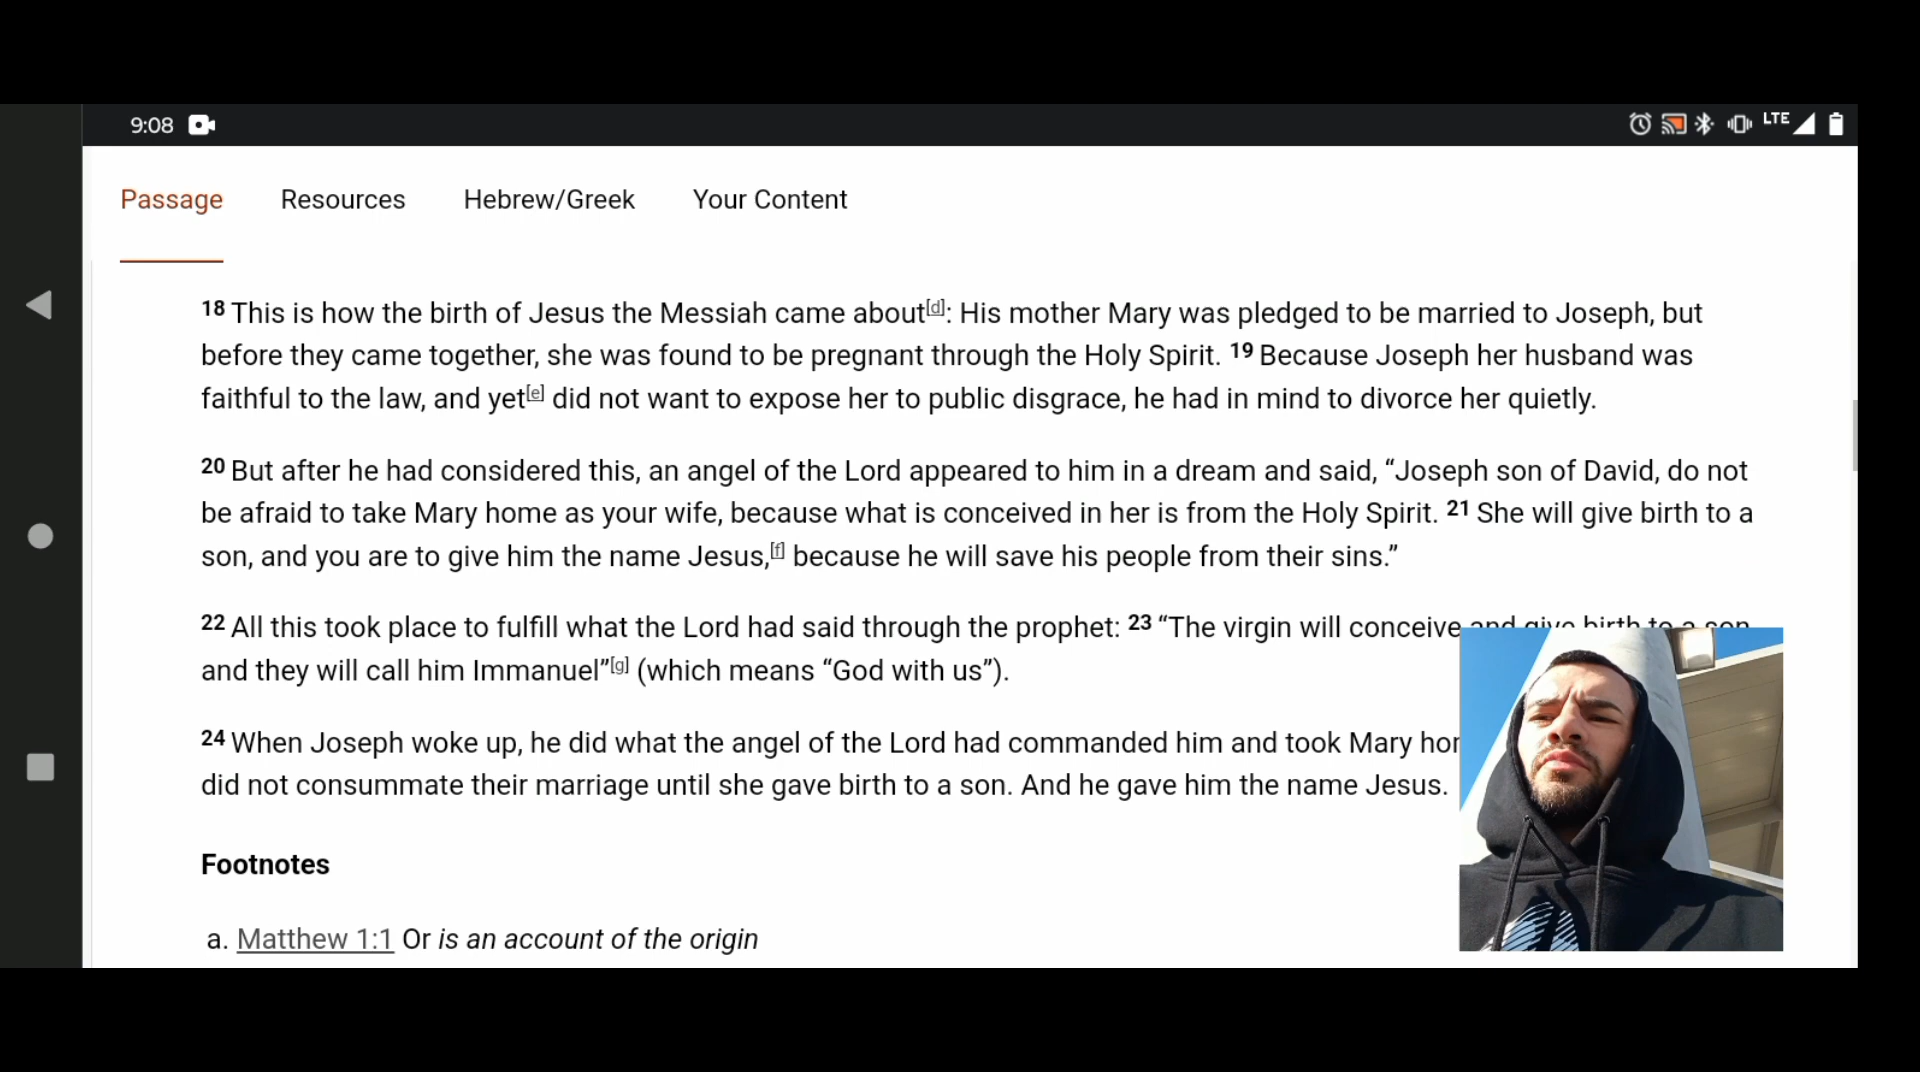 9:08
LTE
Passage Resources Hebrew/Greek Your Content
18 This is how the birth of Jesus the Messiah came about[d]: His mother Mary was pledged to be married to Joseph, but
before they came together, she was found to be pregnant through the Holy Spirit. 19 Because Joseph her husband was
faithful to the law, and yet[e] did not want to expose her to public disgrace, he had in mind to divorce her quietly.
20 But after he had considered this, an angel of the Lord appeared to him in a dream and said, “Joseph son of David, do not
be afraid to take Mary home as your wife, because what is conceived in her is from the Holy Spirit. 21 She will give birth to a
son, and you are to give him the name Jesus,[f] because he will save his people from their sins.”
22 All this took place to fulfill what the Lord had said through the prophet: 23 “The virgin will conceive and give birth to a son
and they will call him Immanuel”[g] (which means “God with us”).
24 When Joseph woke up, he did what the angel of the Lord had commanded him and took Mary
did not consummate their marriage until she gave birth to a son. And he gave him the name Jesus.
Footnotes
a. Matthew 1:1 Or is an account of the origin